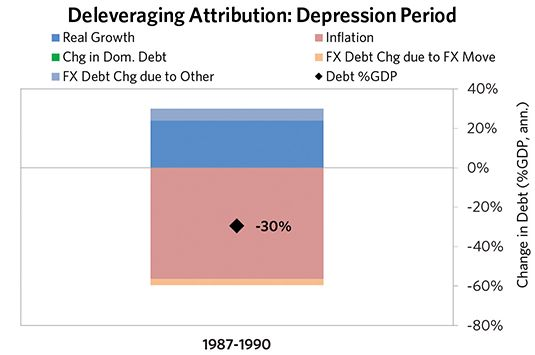 Deleveraging Attribution: Depression Period
Real Growth
Inflation
Chg in Dom. Debt
FX Debt Chg due to FX Move
FX Debt Chg due to Other
Debt %GDP
40%
20%
0%
-20%
-40%
-60%
-80%
Change in Debt (%GDP, ann.)
-30%
1987-1990